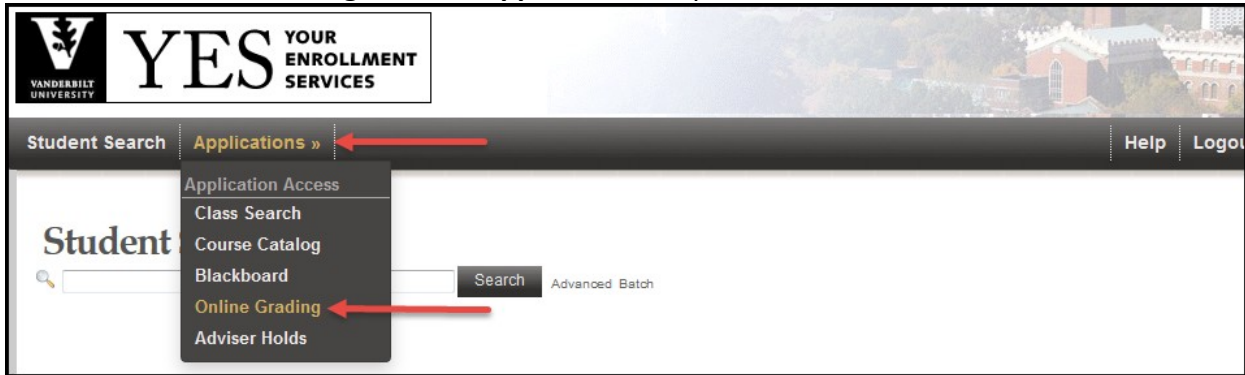 VANDERBILT
UNIVERSITY
YES YOUR
ENROLLMENT
SERVICES
Student Search Applications » Help Logou
Application Access
Class Search
Course Catalog
Blackboard
Online Grading
Adviser Holds
Student
Search Advanced Batch